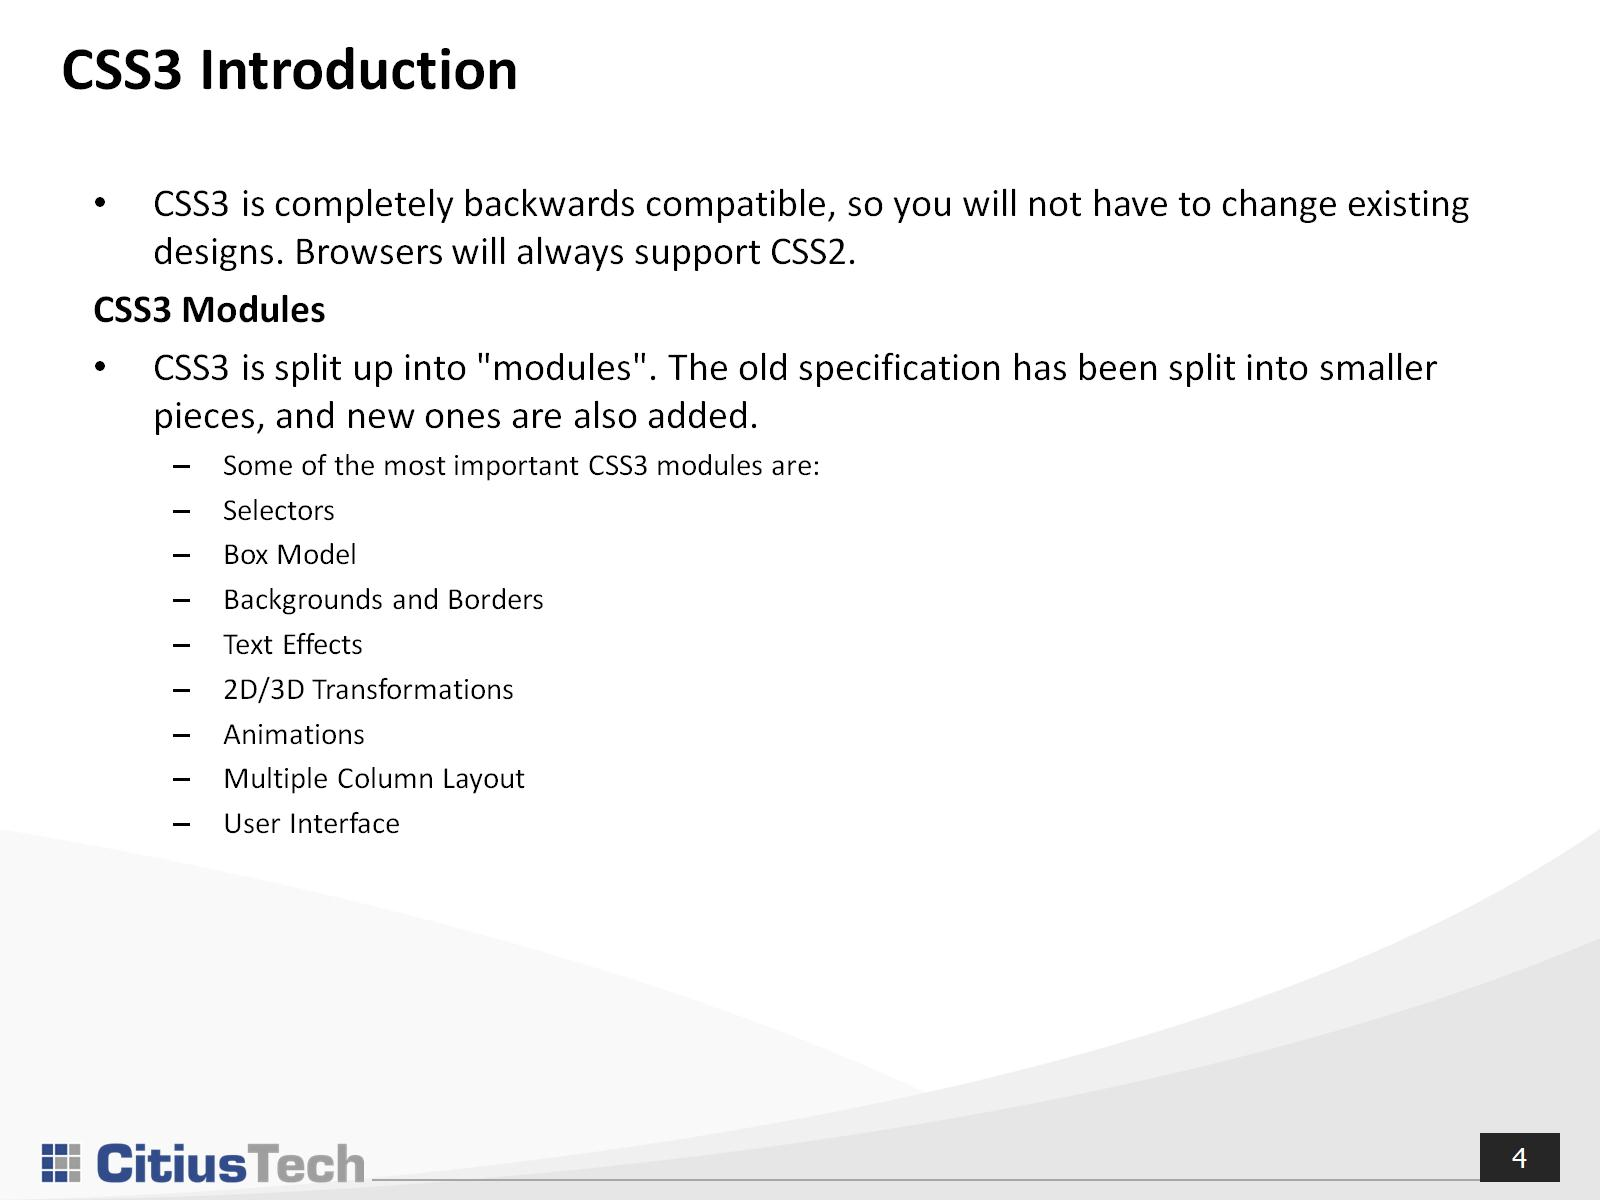 CSS3 Introduction
• CSS3 is completely backwards compatible, so you will not have to change existing
designs. Browsers will always support CSS2.
CSS3 Modules
• CSS3 is split up into "modules". The old specification has been split into smaller
pieces, and new ones are also added.
– Some of the most important CSS3 modules are:
– Selectors
– Box Model
– Backgrounds and Borders
– Text Effects
– 2D/3D Transformations
– Animations
– Multiple Column Layout
– User Interface
CitiusTech
4